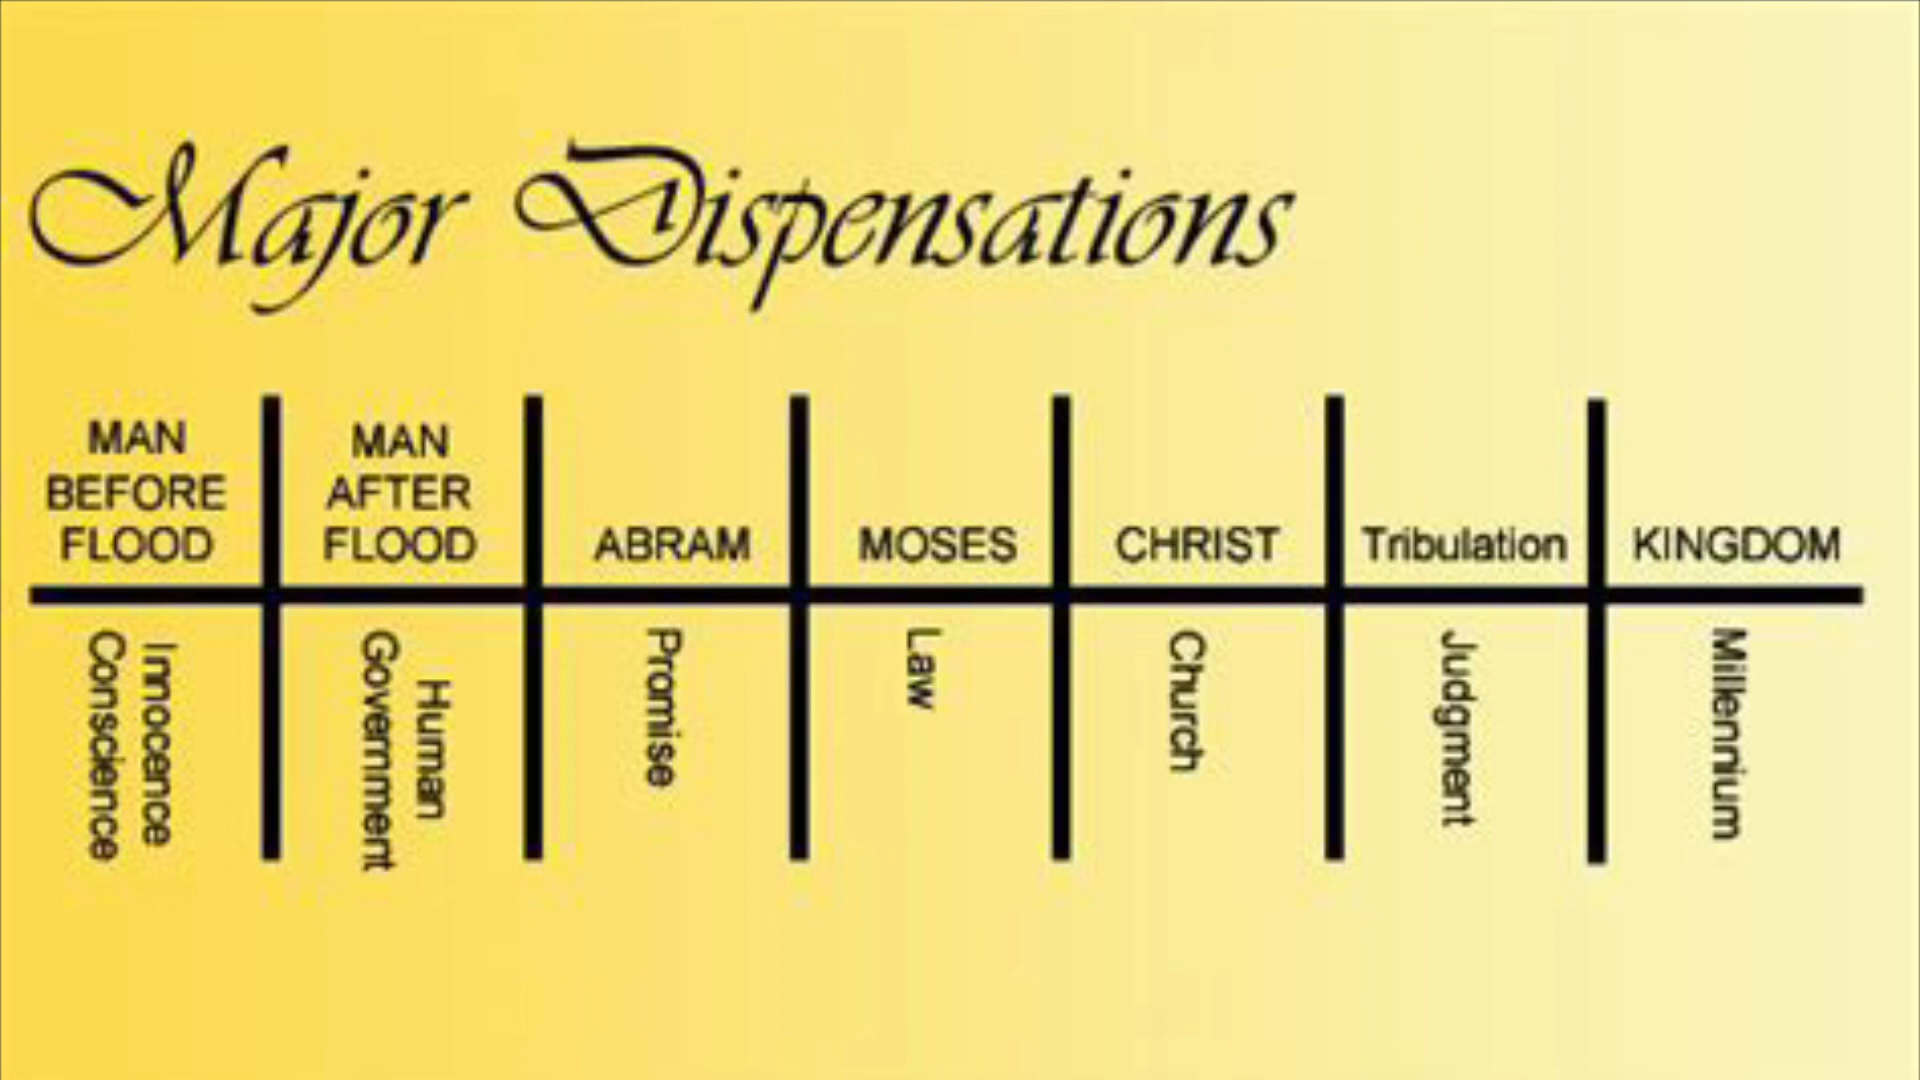 Major Dispensations
MAN
BEFORE
FLOOD
MAN
AFTER
FLOOD
ABRAM
MOSES
CHRIST
Tribulation
KINGDOM
Innocence
Conscience
Human
Government
Promise
Law
Church
Judgment
Millennium